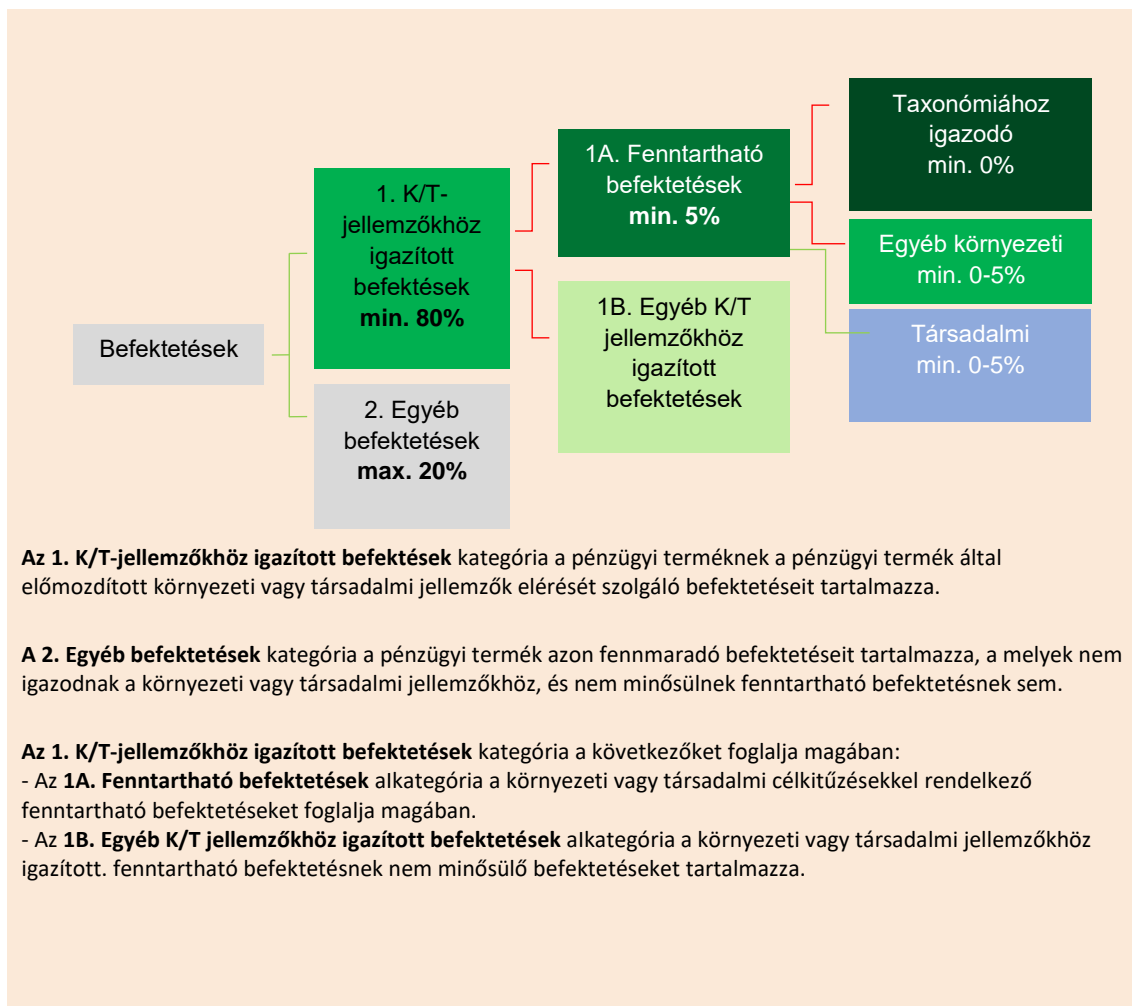 Befektetések
1. K/T-
jellemzőkhöz
igazított
befektések
min. 80%
2. Egyéb
befektetések
max. 20%
1A. Fenntartható
befektetések
min. 5%
1B. Egyéb K/T
jellemzőkhöz
igazított
befektetések
Taxonómiához
igazodó
min. 0%
Egyéb környezeti
min. 0-5%
Társadalmi
min. 0-5%
Az 1. K/T-jellemzőkhöz igazított befektések kategória a pénzügyi terméknek a pénzügyi termék által
előmozdított környezeti vagy társadalmi jellemzők elérését szolgáló befektetéseit tartalmazza.
A 2. Egyéb befektetések kategória a pénzügyi termék azon fennmaradó befektetéseit tartalmazza, a melyek nem
igazodnak a környezeti vagy társadalmi jellemzőkhöz, és nem minősülnek fenntartható befektetésnek sem.
Az 1. K/T-jellemzőkhöz igazított befektetések kategória a következőket foglalja magában:
- Az 1A. Fenntartható befektetések alkategória a környezeti vagy társadalmi célkitűzésekkel rendelkező
fenntartható befektetéseket foglalja magában.
- Az 1B. Egyéb K/T jellemzőkhöz igazított befektetések alkategória a környezeti vagy társadalmi jellemzőkhöz
igazított. fenntartható befektetésnek nem minősülő befektetéseket tartalmazza.